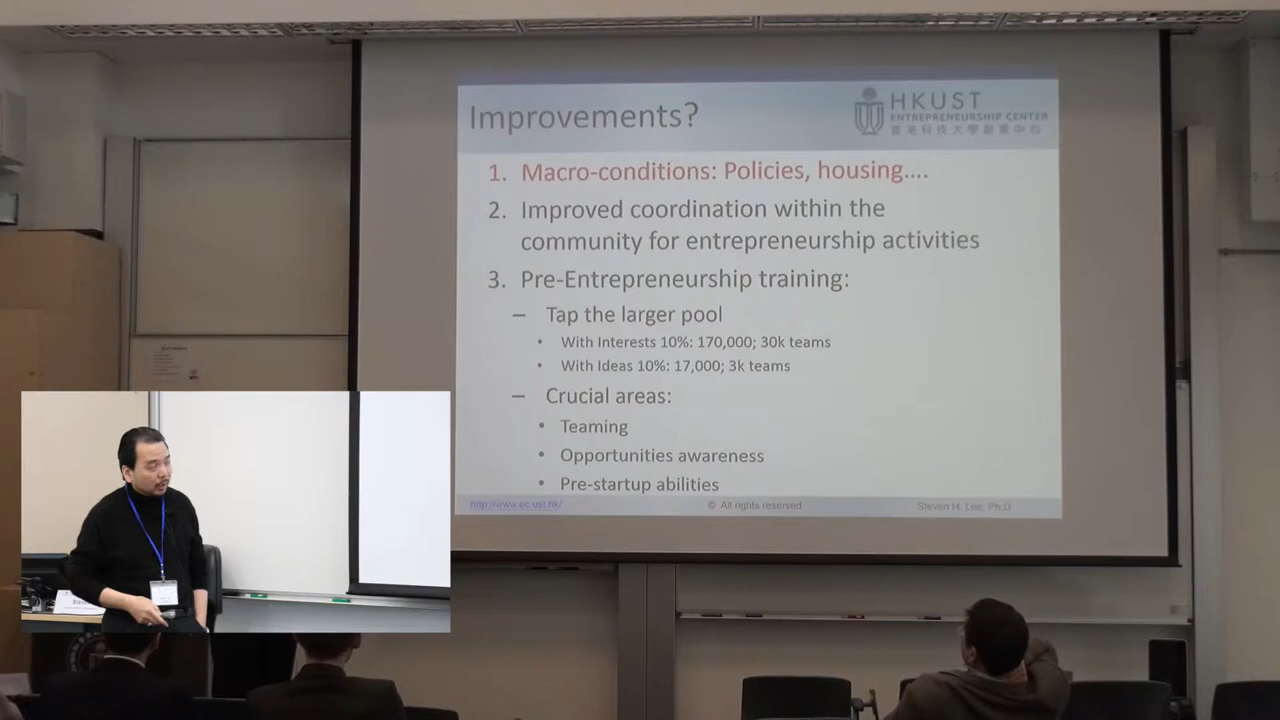 Improvements?
HKUST
ENTREPRENEURSHIP CENTER
香港科技大學創業中心
1. Macro-conditions: Policies, housing....
2. Improved coordination within the
community for entrepreneurship activities
3. Pre-Entrepreneurship training:
– Tap the larger pool
• With Interests 10%: 170,000; 30k teams
• With Ideas 10%: 17,000; 3k teams
– Crucial areas:
• Teaming
• Opportunities awareness
• Pre-startup abilities
http://www.ec.ust.hk/
© All rights reserved
Steven H. Lee, Ph.D.